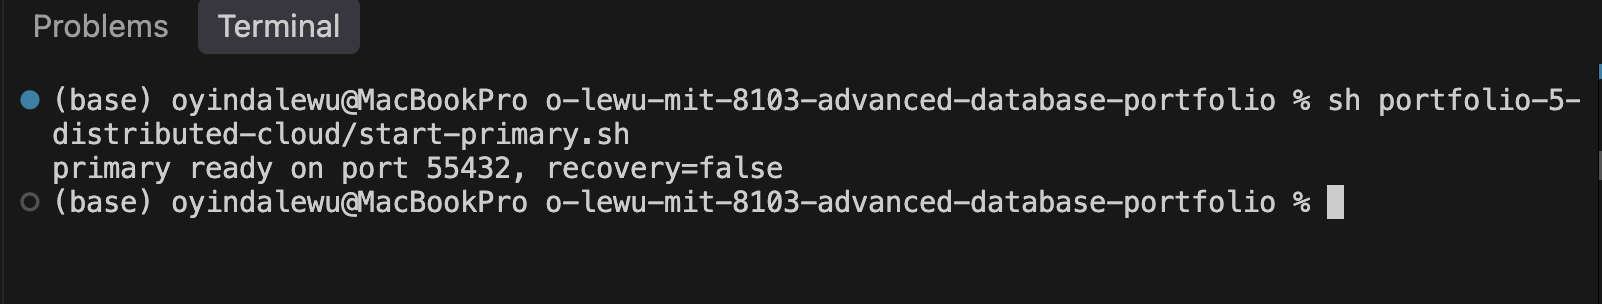 Problems Terminal
(base) oyindalewu@MacBookPro o-lewu-mit-8103-advanced-database-portfolio % sh portfolio-5-
distributed-cloud/start-primary.sh
primary ready on port 55432, recovery=false
(base) oyindalewu@MacBookPro o-lewu-mit-8103-advanced-database-portfolio %